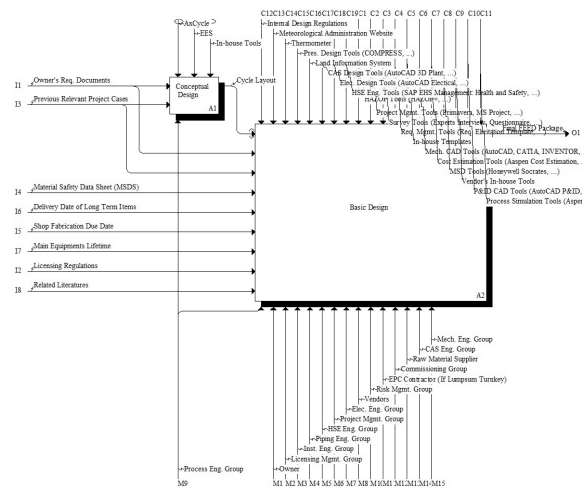 C12C13C14C15C16C17C18C19C1 C2 C3 C4 C5 C6 C7 C8 C9 C10C11
AxCycle
EES
In-house Tools
Internal Design Regulations
Meteorological Administration Website
Thermometer
Pres. Design Tools (COMPRESS, ...)
Land Information System
CAS Design Tools (AutoCAD 3D Plant, ...)
Elec. Design Tools (AutoCAD Electical, ...)
HSE Eng. Tools (SAP EHS Management: Health and Safety, ...)
Project Mgmt. Tools (Primavera, MS Project, ...)
Survey Tools (Experts Interview, Questionnaire, ...)
Req. Mgmt. Tools (Req. Elicitation Template, ...)
In-house Templates
Mech. CAD Tools (AutoCAD, CATIA, INVENTOR,
Cost Estimation Tools (Aaspen Cost Estimation,
MSD Tools (Honeywell Socrates, ...)
Vendor's In-house Tools
P&ID CAD Tools (AutoCAD P&ID,
Process Simulation Tools (Aspen
Final FEED Package
O1
I1 Owner's Req. Documents
I3 Previous Relevant Project Cases
Conceptual
Design
A1
Cycle Layout
I4 Material Safety Data Sheet (MSDS)
I6 Delivery Date of Long Term Items
I5 Shop Fabrication Due Date
I7 Main Equipments Lifetime
I2 Licensing Regulations
I8 Related Literatures
Basic Design
A2
Mech. Eng. Group
CAS Eng. Group
Raw Material Supplier
Commissioning Group
EPC Contractor (If Lumpsum Turnkey)
Risk Mgmt. Group
Vendors
Elec. Eng. Group
Project Mgmt. Group
HSE Eng. Group
Piping Eng. Group
Inst. Eng. Group
Licensing Mgmt. Group
Owner
Process Eng. Group
M9
M1 M2 M3 M4 M5 M6 M7 M8 M10 M11 M12 M13 M14 M15